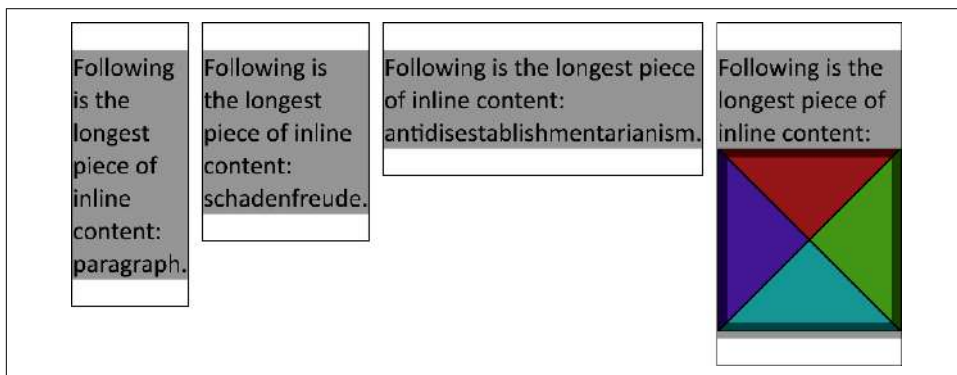 Following
is the
longest
piece of
inline
content:
paragraph.
Following is
the longest
piece of inline
content:
schadenfreude.
Following is the longest piece
of inline content:
antidisestablishmentarianism.
Following is the
longest piece of
inline content: